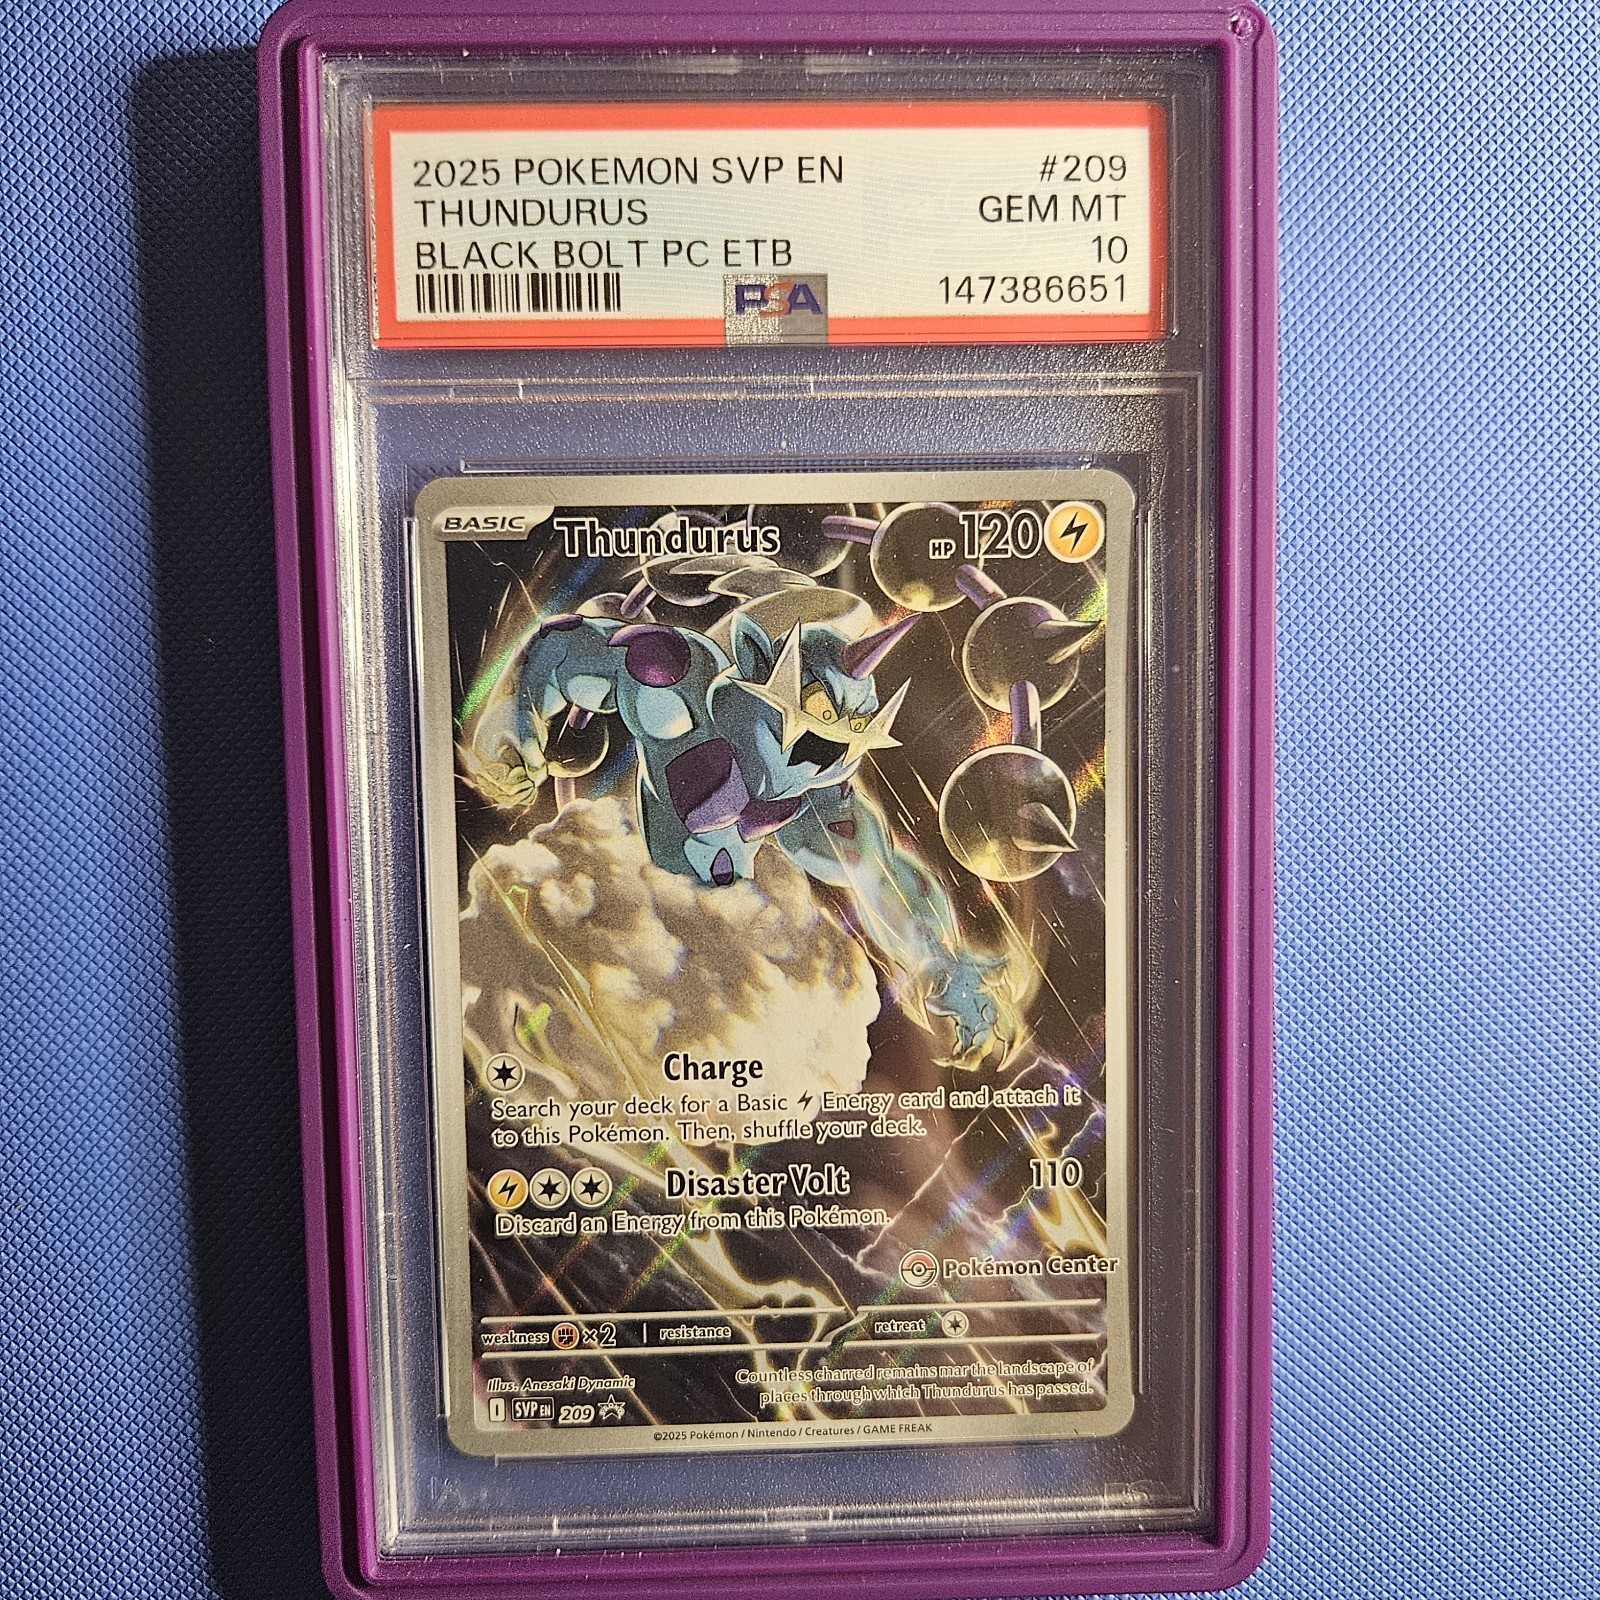 2025 POKEMON SVP EN #209
THUNDURUS GEM MT
BLACK BOLT PC ETB 10
PSA 147386651
BASIC Thundurus HP 120
Charge
Search your deck for a Basic Energy card and attach it
to this Pokémon. Then, shuffle your deck.
Disaster Volt 110
Discard an Energy from this Pokémon.
Pokémon Center
weakness ×2 resistance retreat
Countless charred remains mar the landscape of
places through which Thundurus has passed.
Illus. Anesaki Dynamic
I SVP EN 209
©2025 Pokémon / Nintendo / Creatures / GAME FREAK